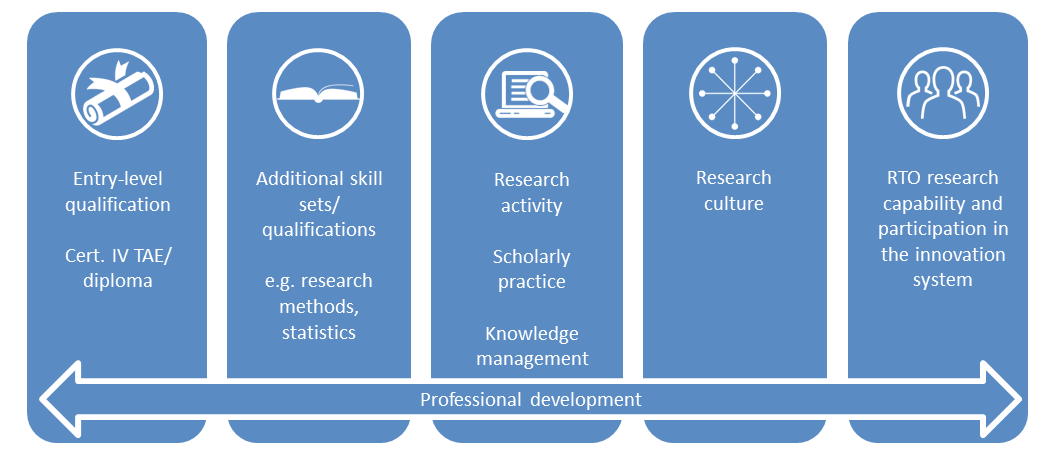 Entry-level
qualification
Cert. IV TAE/
diploma
Additional skill
sets/
qualifications
e.g. research
methods,
statistics
Research
activity
Scholarly
practice
Knowledge
management
Research
culture
RTO research
capability and
participation in
the innovation
system
Professional development